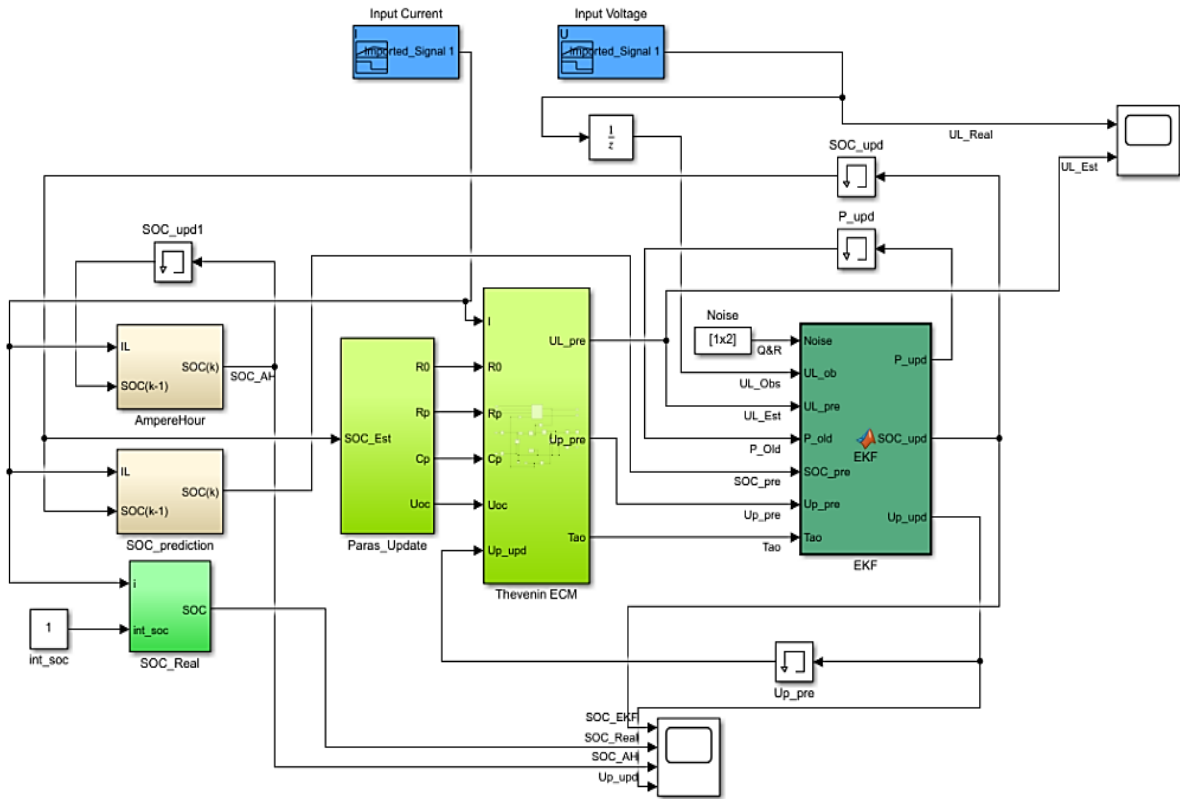 Input Current
I
Imported_Signal 1
Input Voltage
U
Imported_Signal 1
1
z
UL_Real
UL_Est
SOC_upd
P_upd
SOC_upd1
IL
SOC(k-1)
SOC(k)
SOC_AH
AmpereHour
IL
SOC(k-1)
SOC(k)
SOC_prediction
i
int_soc
SOC
SOC_Real
1
int_soc
SOC_Est
R0
Rp
Cp
Uoc
Paras_Update
I
R0
Rp
Cp
Uoc
Up_upd
UL_pre
Up_pre
Tao
Thevenin ECM
Noise
[1x2]
Q&R
UL_Obs
UL_Est
P_Old
SOC_pre
Up_pre
Tao
Noise
UL_ob
UL_pre
P_old
SOC_pre
Up_pre
Tao
EKF
P_upd
SOC_upd
Up_upd
EKF
Up_pre
SOC_EKF
SOC_Real
SOC_AH
Up_upd